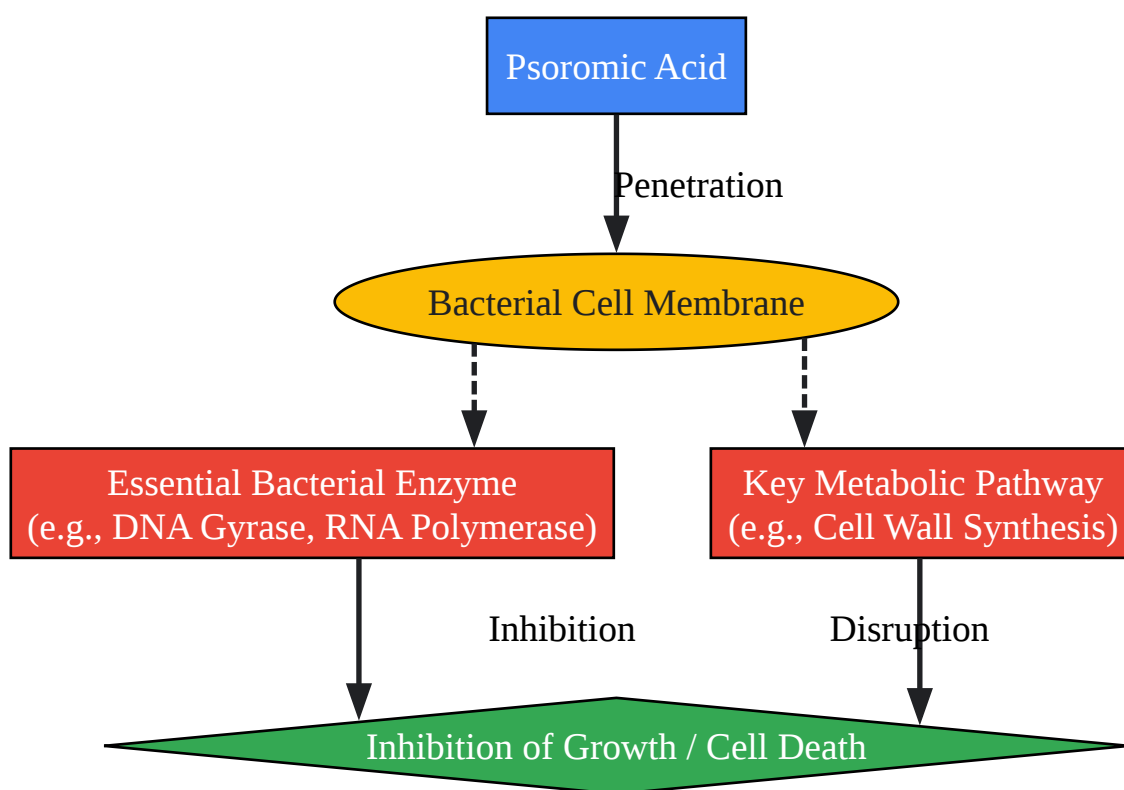 Psoromic Acid
Penetration
Bacterial Cell Membrane
Essential Bacterial Enzyme
(e.g., DNA Gyrase, RNA Polymerase)
Key Metabolic Pathway
(e.g., Cell Wall Synthesis)
Inhibition
Disruption
Inhibition of Growth / Cell Death